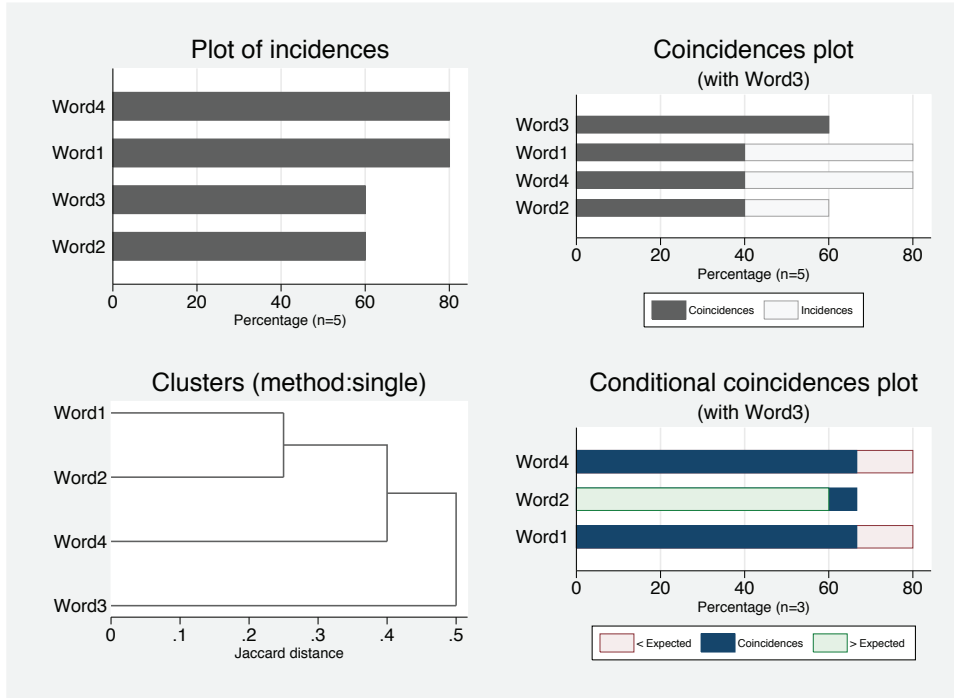 Plot of incidences
Word4
Word1
Word3
Word2
0 20 40 60 80
Percentage (n=5)
Coincidences plot
(with Word3)
Word3
Word1
Word4
Word2
0 20 40 60 80
Percentage (n=5)
Coincidences Incidences
Clusters (method:single)
Word1
Word2
Word4
Word3
0 .1 .2 .3 .4 .5
Jaccard distance
Conditional coincidences plot
(with Word3)
Word4
Word2
Word1
0 20 40 60 80
Percentage (n=3)
< Expected Coincidences > Expected